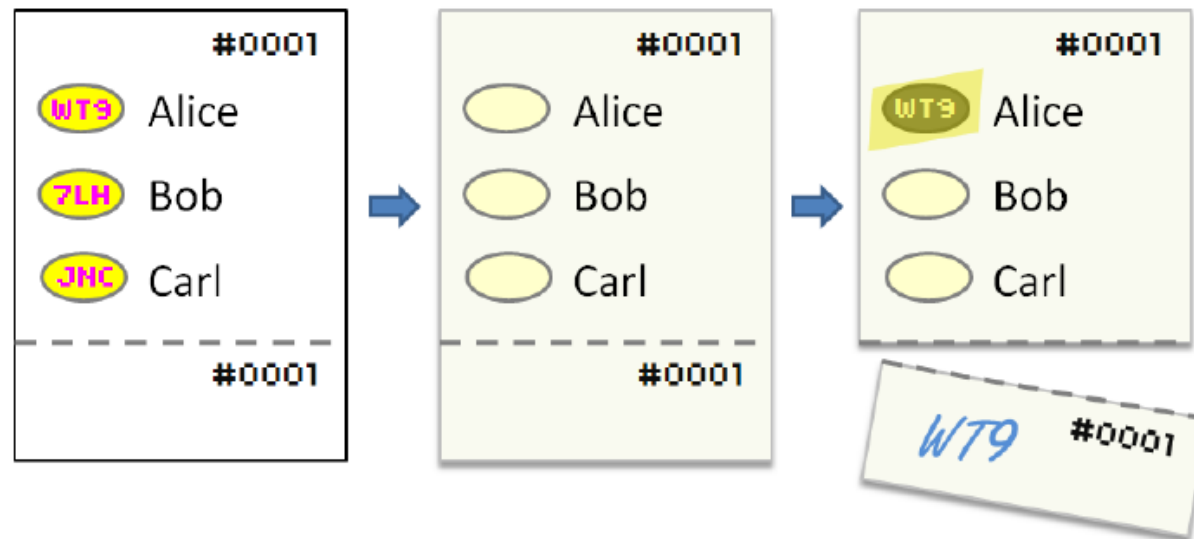 #0001
WT9 Alice
7LH Bob
JNC Carl
#0001
#0001
Alice
Bob
Carl
#0001
#0001
WT9 Alice
Bob
Carl
WT9 #0001